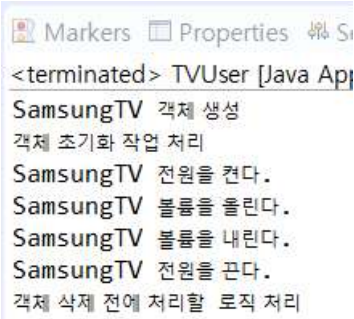 Markers Properties
<terminated> TVUser [Java App
SamsungTV 객체 생성
객체 초기화 작업 처리
SamsungTV 전원을 켠다.
SamsungTV 볼륨을 올린다.
SamsungTV 볼륨을 내린다.
SamsungTV 전원을 끈다.
객체 삭제 전에 처리할 로직 처리